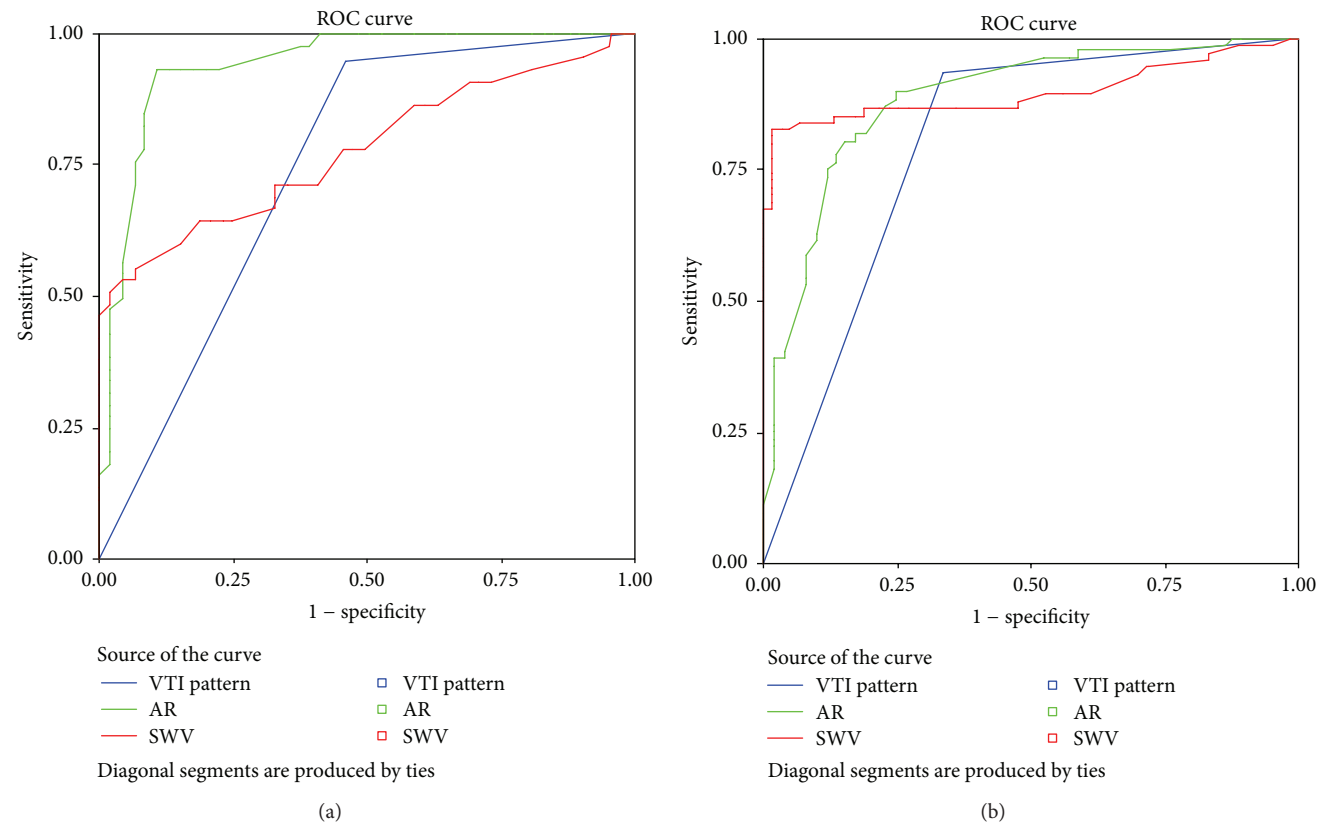 ROC curve
1.00
0.75
0.50
0.25
0.00
Sensitivity
0.00 0.25 0.50 0.75 1.00
1 − specificity
Source of the curve
VTI pattern VTI pattern
AR AR
SWV SWV
Diagonal segments are produced by ties
(a)
ROC curve
1.00
0.75
0.50
0.25
0.00
Sensitivity
0.00 0.25 0.50 0.75 1.00
1 − specificity
Source of the curve
VTI pattern VTI pattern
AR AR
SWV SWV
Diagonal segments are produced by ties
(b)